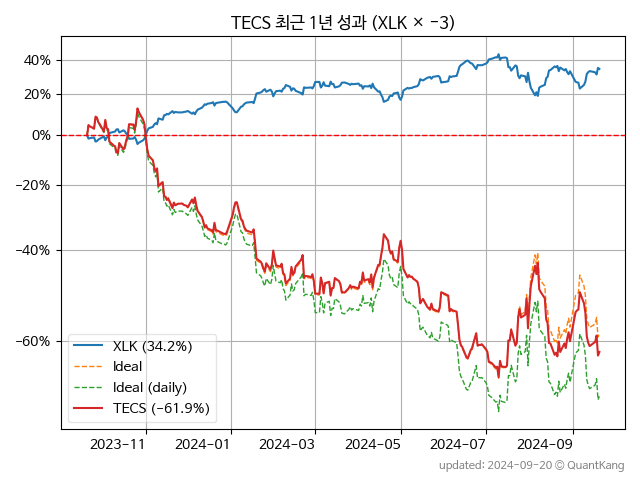 TECS 최근 1년 성과 (XLK × −3)
40%
20%
0%
−20%
−40%
−60%
XLK (34.2%)
Ideal
Ideal (daily)
TECS (−61.9%)
2023-11
2024-01
2024-03
2024-05
2024-07
2024-09
updated: 2024-09-20 © QuantKang